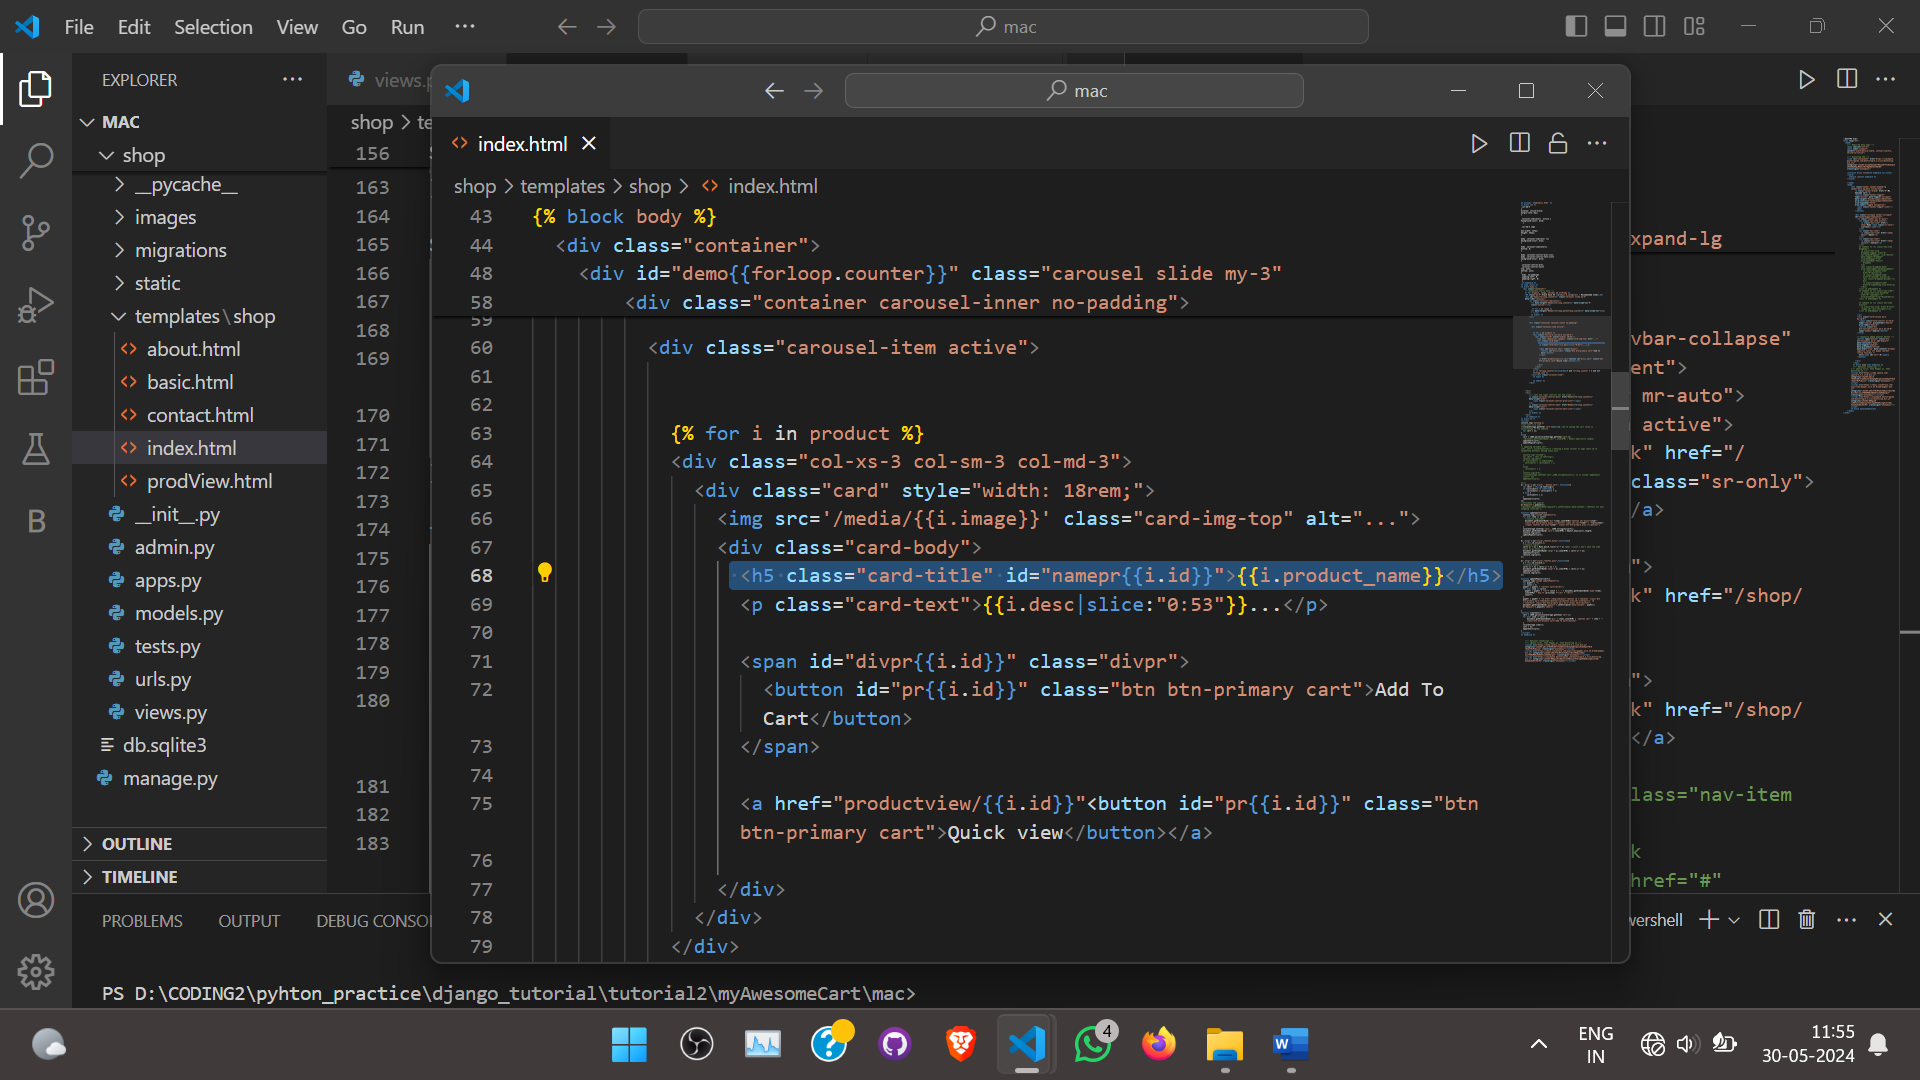 File Edit Selection View Go Run ...
mac
EXPLORER
MAC
shop
__pycache__
images
migrations
static
templates\shop
about.html
basic.html
contact.html
index.html
prodView.html
__init__.py
admin.py
apps.py
models.py
tests.py
urls.py
views.py
db.sqlite3
manage.py
OUTLINE
TIMELINE
shop > te
156
163
164
165
166
167
168
169
170
171
172
173
174
175
176
177
178
179
180
181
182
183
mac
index.html
shop > templates > shop > index.html
43 {% block body %}
44 <div class="container">
48 <div id="demo{{forloop.counter}}" class="carousel slide my-3"
58 <div class="container carousel-inner no-padding">
59
60 <div class="carousel-item active">
61
62
63 {% for i in product %}
64 <div class="col-xs-3 col-sm-3 col-md-3">
65 <div class="card" style="width: 18rem;">
66 <img src='/media/{{i.image}}' class="card-img-top" alt="...">
67 <div class="card-body">
68 <h5 class="card-title" id="namepr{{i.id}}">{{i.product_name}}</h5>
69 <p class="card-text">{{i.desc|slice:"0:53"}}...</p>
70
71 <span id="divpr{{i.id}}" class="divpr">
72 <button id="pr{{i.id}}" class="btn btn-primary cart">Add To
Cart</button>
73 </span>
74
75 <a href="productview/{{i.id}}"<button id="pr{{i.id}}" class="btn
btn-primary cart">Quick view</button></a>
76
77 </div>
78 </div>
79 </div>
xpand-lg
vbar-collapse"
ent">
mr-auto">
active">
k" href="/
class="sr-only">
/a>
">
k" href="/shop/
">
k" href="/shop/
</a>
lass="nav-item
k
href="#"
PROBLEMS OUTPUT DEBUG CONSO
wershell
PS D:\CODING2\pyhton_practice\django_tutorial\tutorial2\myAwesomeCart\mac>
4
W
ENG
IN
11:55
30-05-2024